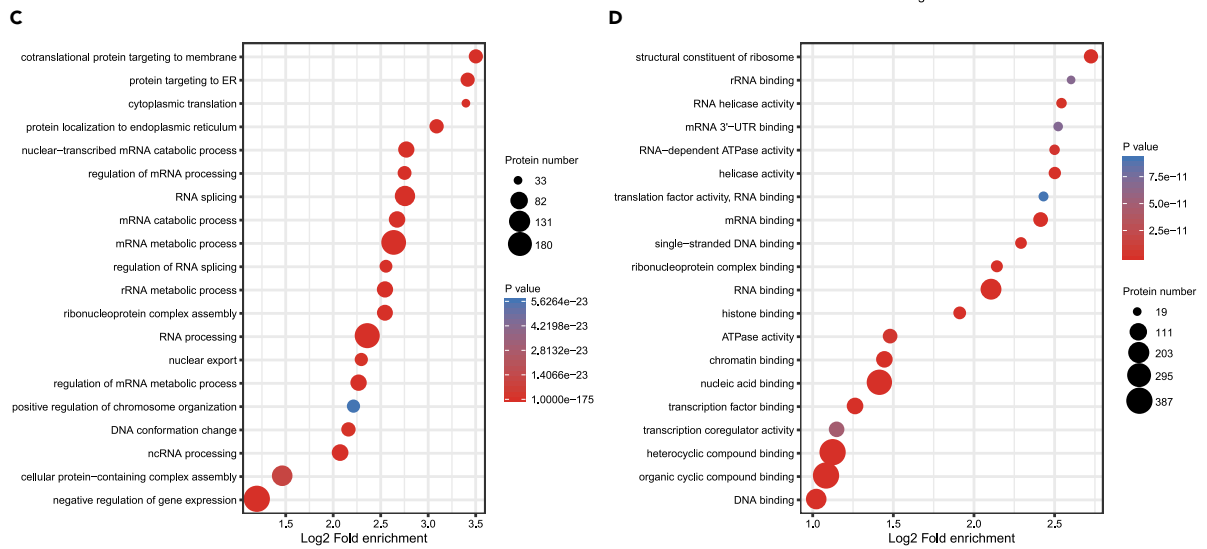 C
cotranslational protein targeting to membrane
protein targeting to ER
cytoplasmic translation
protein localization to endoplasmic reticulum
nuclear−transcribed mRNA catabolic process
regulation of mRNA processing
RNA splicing
mRNA catabolic process
mRNA metabolic process
regulation of RNA splicing
rRNA metabolic process
ribonucleoprotein complex assembly
RNA processing
nuclear export
regulation of mRNA metabolic process
positive regulation of chromosome organization
DNA conformation change
ncRNA processing
cellular protein−containing complex assembly
negative regulation of gene expression
1.5 2.0 2.5 3.0 3.5
Log2 Fold enrichment
Protein number
33
82
131
180
P value
5,6264e−23
4.2198e−23
2.8132e−23
1.4066e−23
1,0000e−175
D
structural constituent of ribosome
rRNA binding
RNA helicase activity
mRNA 3'−UTR binding
RNA−dependent ATPase activity
helicase activity
translation factor activity, RNA binding
mRNA binding
single−stranded DNA binding
ribonucleoprotein complex binding
RNA binding
histone binding
ATPase activity
chromatin binding
nucleic acid binding
transcription factor binding
transcription coregulator activity
heterocyclic compound binding
organic cyclic compound binding
DNA binding
1.0 1.5 2.0 2.5
Log2 Fold enrichment
P value
7,5e−11
5.0e−11
2.5e−11
Protein number
19
111
203
295
387